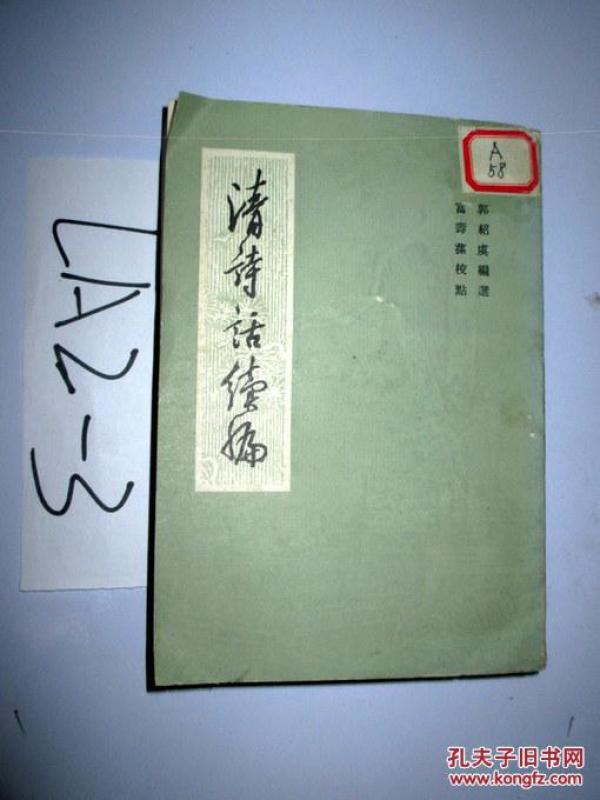 清詩話續編
郭紹虞編選
富壽蓀校點
A
58
LA2-3
孔夫子旧书网
www.kongfz.com